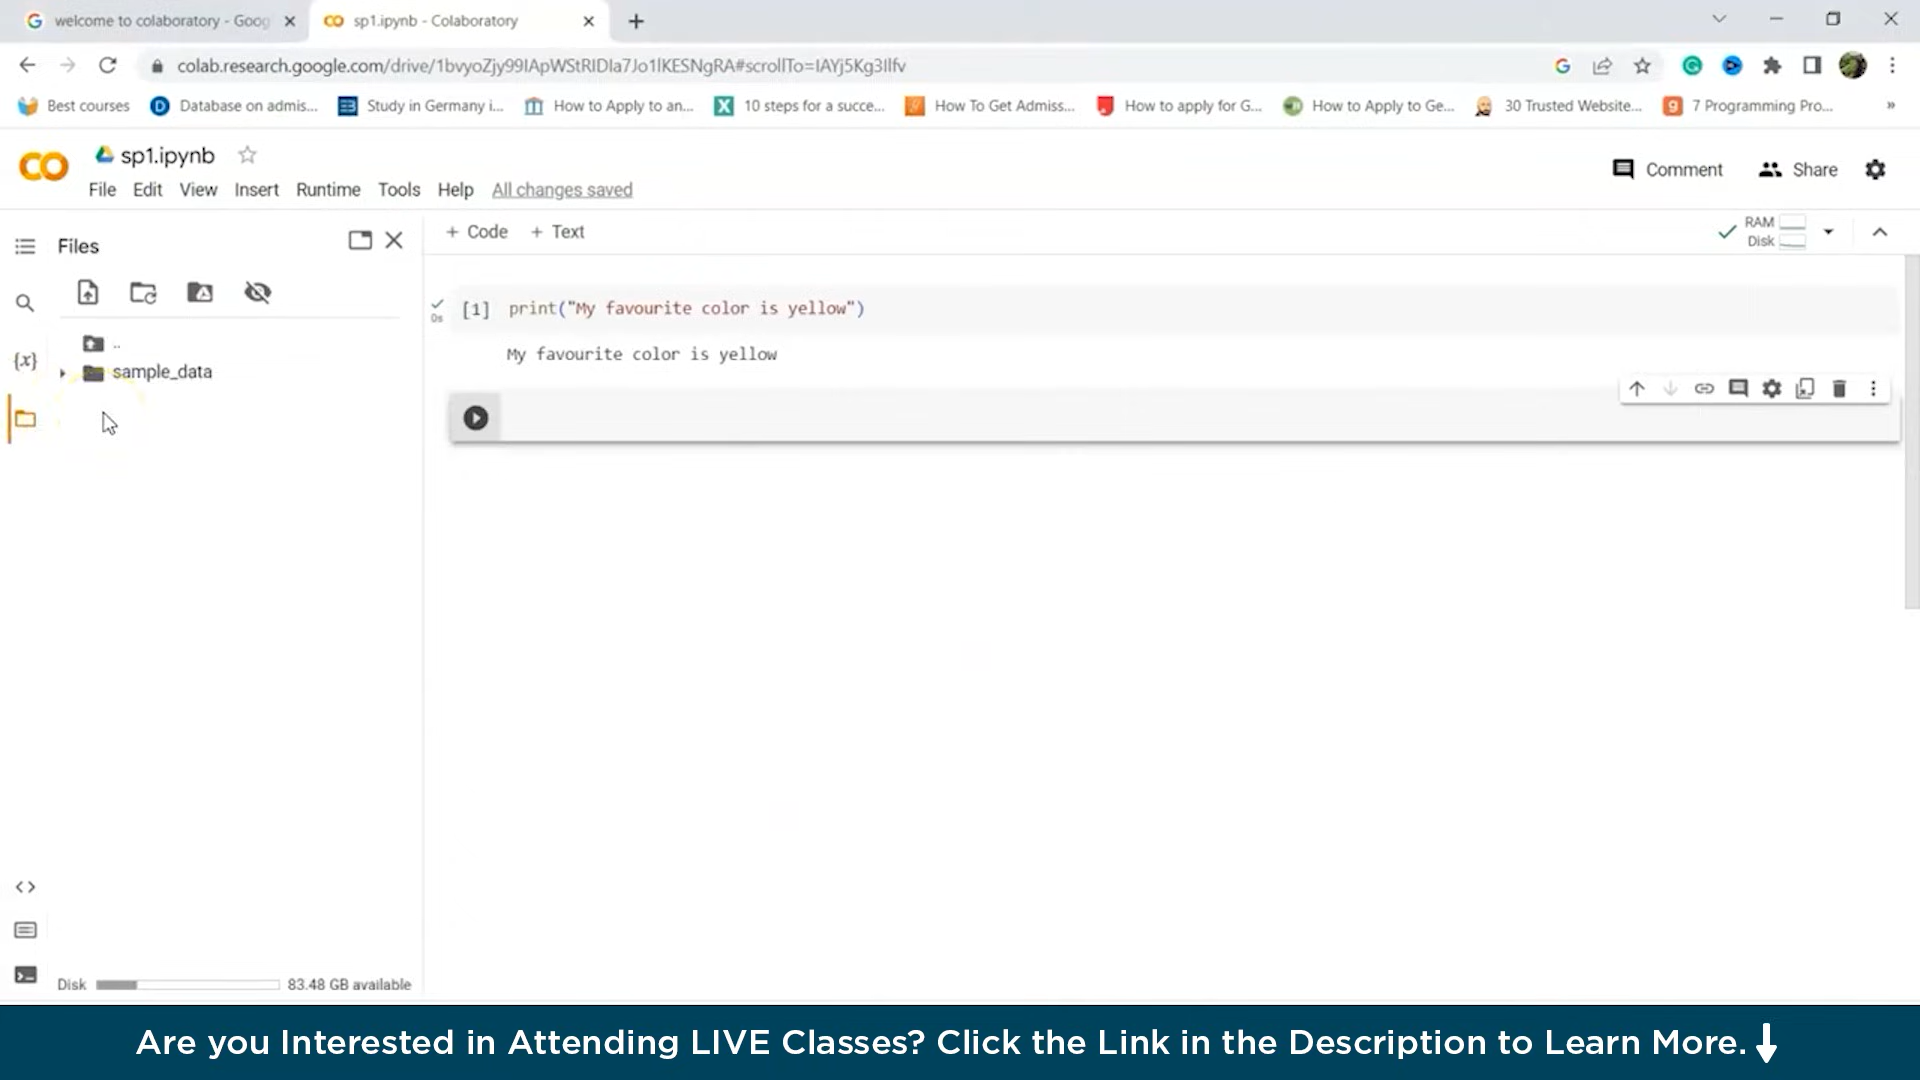 welcome to colaboratory - Goog
sp1.ipynb - Colaboratory
colab.research.google.com/drive/1bvyoZjy99IApWStRIDIa7Jo1lKESNgRA#scrollTo=IAYj5Kg3Ilfv
Best courses
Database on admis...
Study in Germany i...
How to Apply to an...
10 steps for a succe...
How To Get Admiss...
How to apply for G...
How to Apply to Ge...
30 Trusted Website...
7 Programming Pro...
»
sp1.ipynb
Comment
Share
File Edit View Insert Runtime Tools Help All changes saved
Files
+ Code + Text
RAM
Disk
..
sample_data
{x}
0s
[1] print("My favourite color is yellow")
My favourite color is yellow
Disk 83.48 GB available
Are you Interested in Attending LIVE Classes? Click the Link in the Description to Learn More.